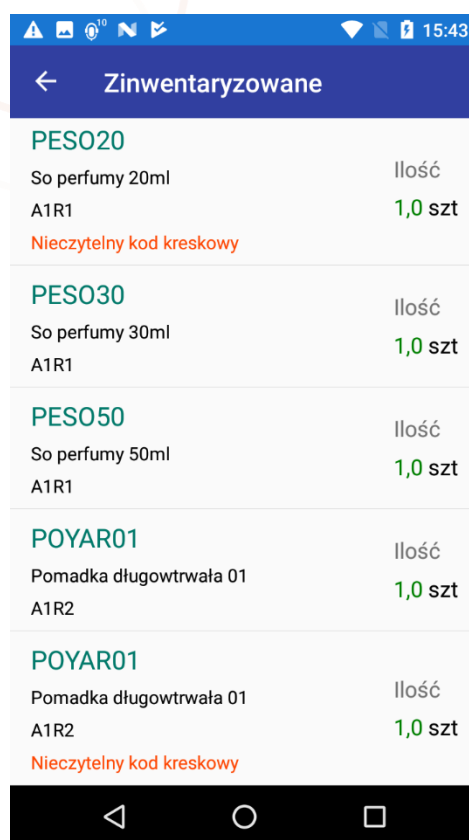 15:43
Zinwentaryzowane
PESO20
So perfumy 20ml
A1R1
Nieczytelny kod kreskowy
Ilość
1,0 szt
PESO30
So perfumy 30ml
A1R1
Ilość
1,0 szt
PESO50
So perfumy 50ml
A1R1
Ilość
1,0 szt
POYAR01
Pomadka długowtrwała 01
A1R2
Ilość
1,0 szt
POYAR01
Pomadka długowtrwała 01
A1R2
Nieczytelny kod kreskowy
Ilość
1,0 szt